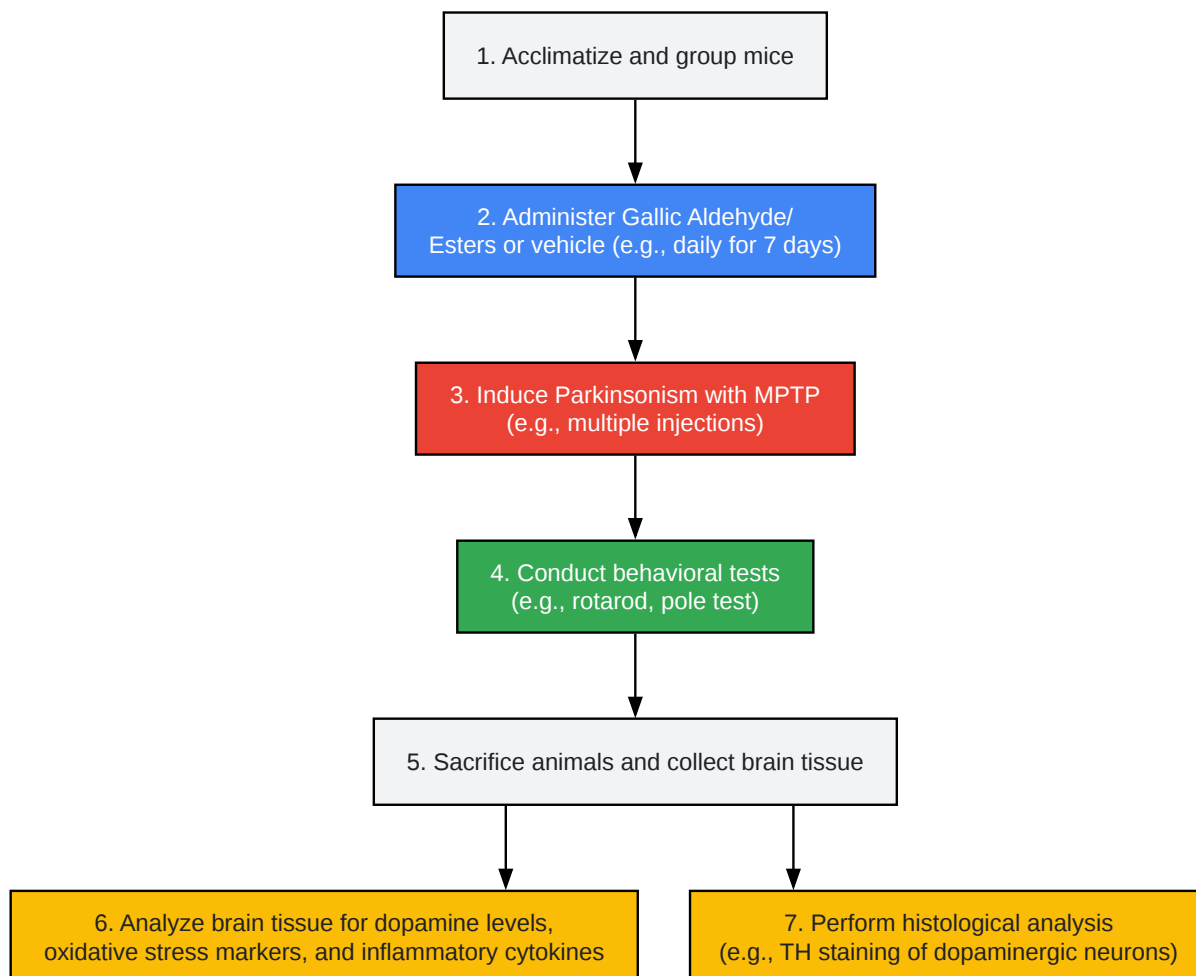 1. Acclimatize and group mice
2. Administer Gallic Aldehyde/
Esters or vehicle (e.g., daily for 7 days)
3. Induce Parkinsonism with MPTP
(e.g., multiple injections)
4. Conduct behavioral tests
(e.g., rotarod, pole test)
5. Sacrifice animals and collect brain tissue
6. Analyze brain tissue for dopamine levels,
oxidative stress markers, and inflammatory cytokines
7. Perform histological analysis
(e.g., TH staining of dopaminergic neurons)